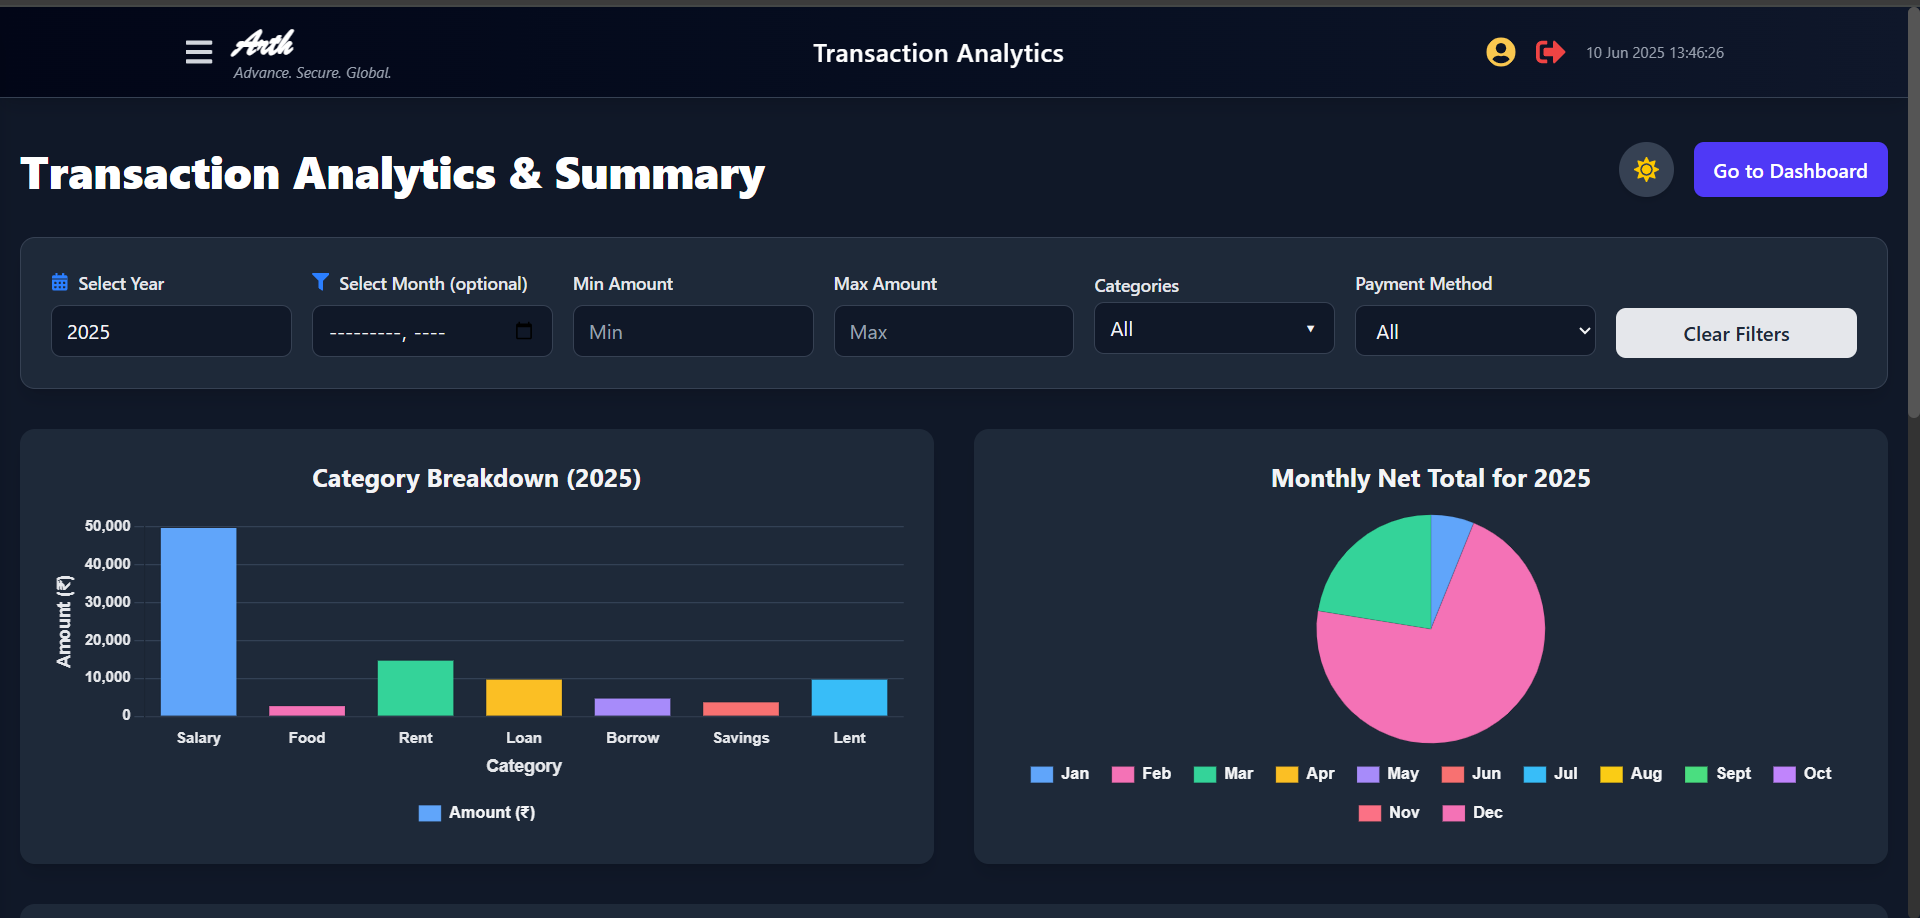 Arth
Advance. Secure. Global.
Transaction Analytics
10 Jun 2025 13:46:26
Transaction Analytics & Summary
Go to Dashboard
Select Year
Select Month (optional)
Min Amount
Max Amount
Categories
Payment Method
2025
---------, ----
Min
Max
All
All
Clear Filters
Category Breakdown (2025)
50,000
40,000
30,000
20,000
10,000
0
Amount (₹)
Salary Food Rent Loan Borrow Savings Lent
Category
Amount (₹)
Monthly Net Total for 2025
Jan Feb Mar Apr May Jun Jul Aug Sept Oct
Nov Dec